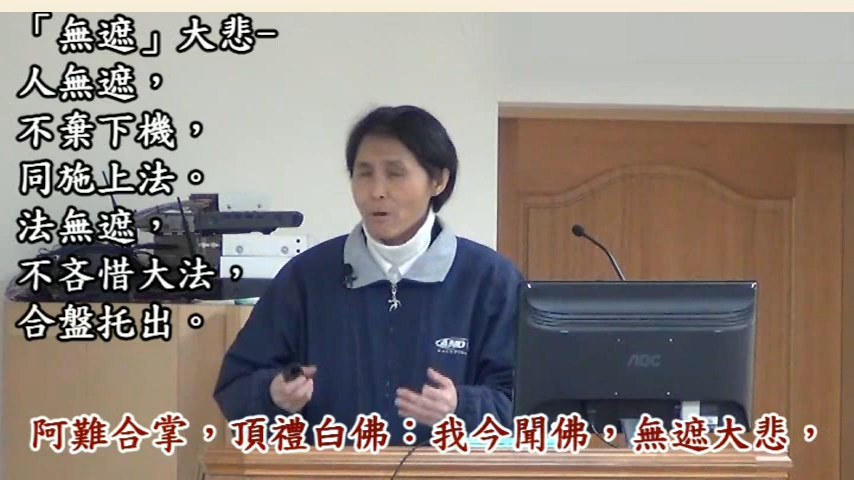 「無遮」大悲-
人無遮，
不棄下機，
同施上法。
法無遮，
不吝惜大法，
合盤托出。
AND
AOC
阿難合掌，頂禮白佛：我今聞佛，無遮大悲，